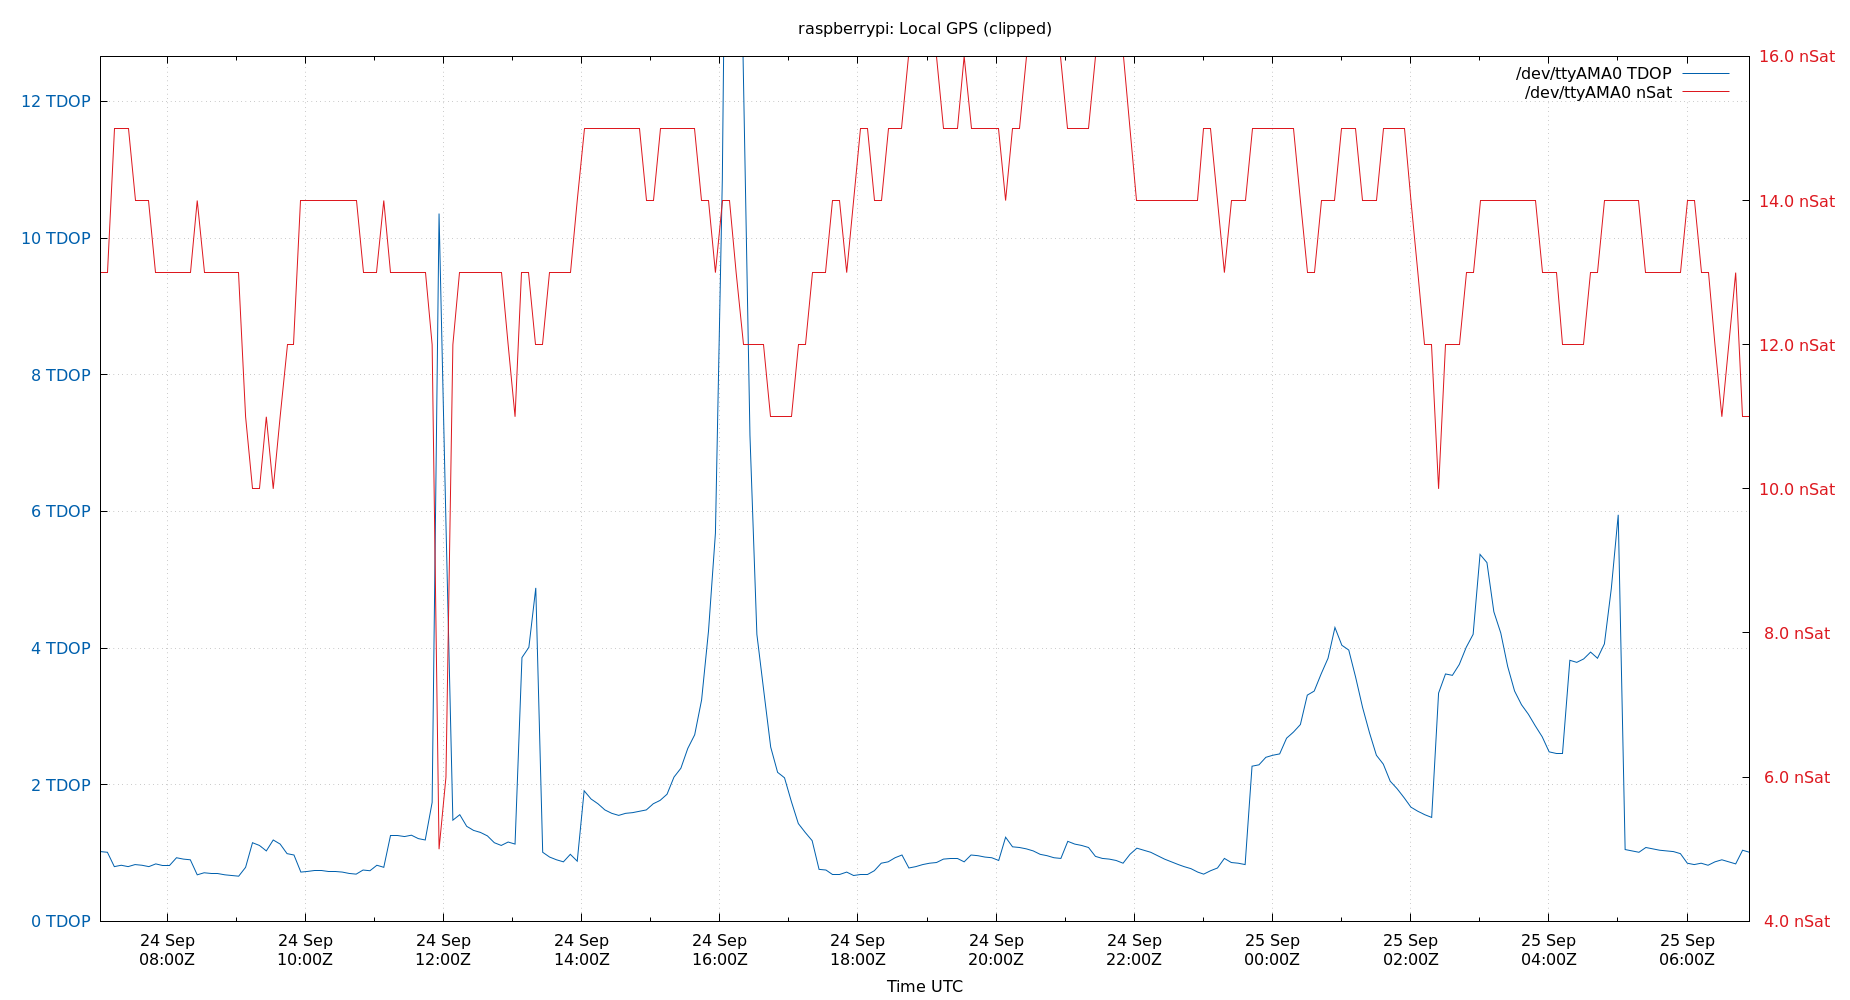 raspberrypi: Local GPS (clipped)
16.0 nSat
/dev/ttyAMA0 TDOP
/dev/ttyAMA0 nSat
12 TDOP
14.0 nSat
10 TDOP
12.0 nSat
8 TDOP
10.0 nSat
6 TDOP
8.0 nSat
4 TDOP
6.0 nSat
2 TDOP
0 TDOP
4.0 nSat
24 Sep 24 Sep 24 Sep 24 Sep 24 Sep 24 Sep 24 Sep 24 Sep 25 Sep 25 Sep 25 Sep 25 Sep
08:00Z 10:00Z 12:00Z 14:00Z 16:00Z 18:00Z 20:00Z 22:00Z 00:00Z 02:00Z 04:00Z 06:00Z
Time UTC